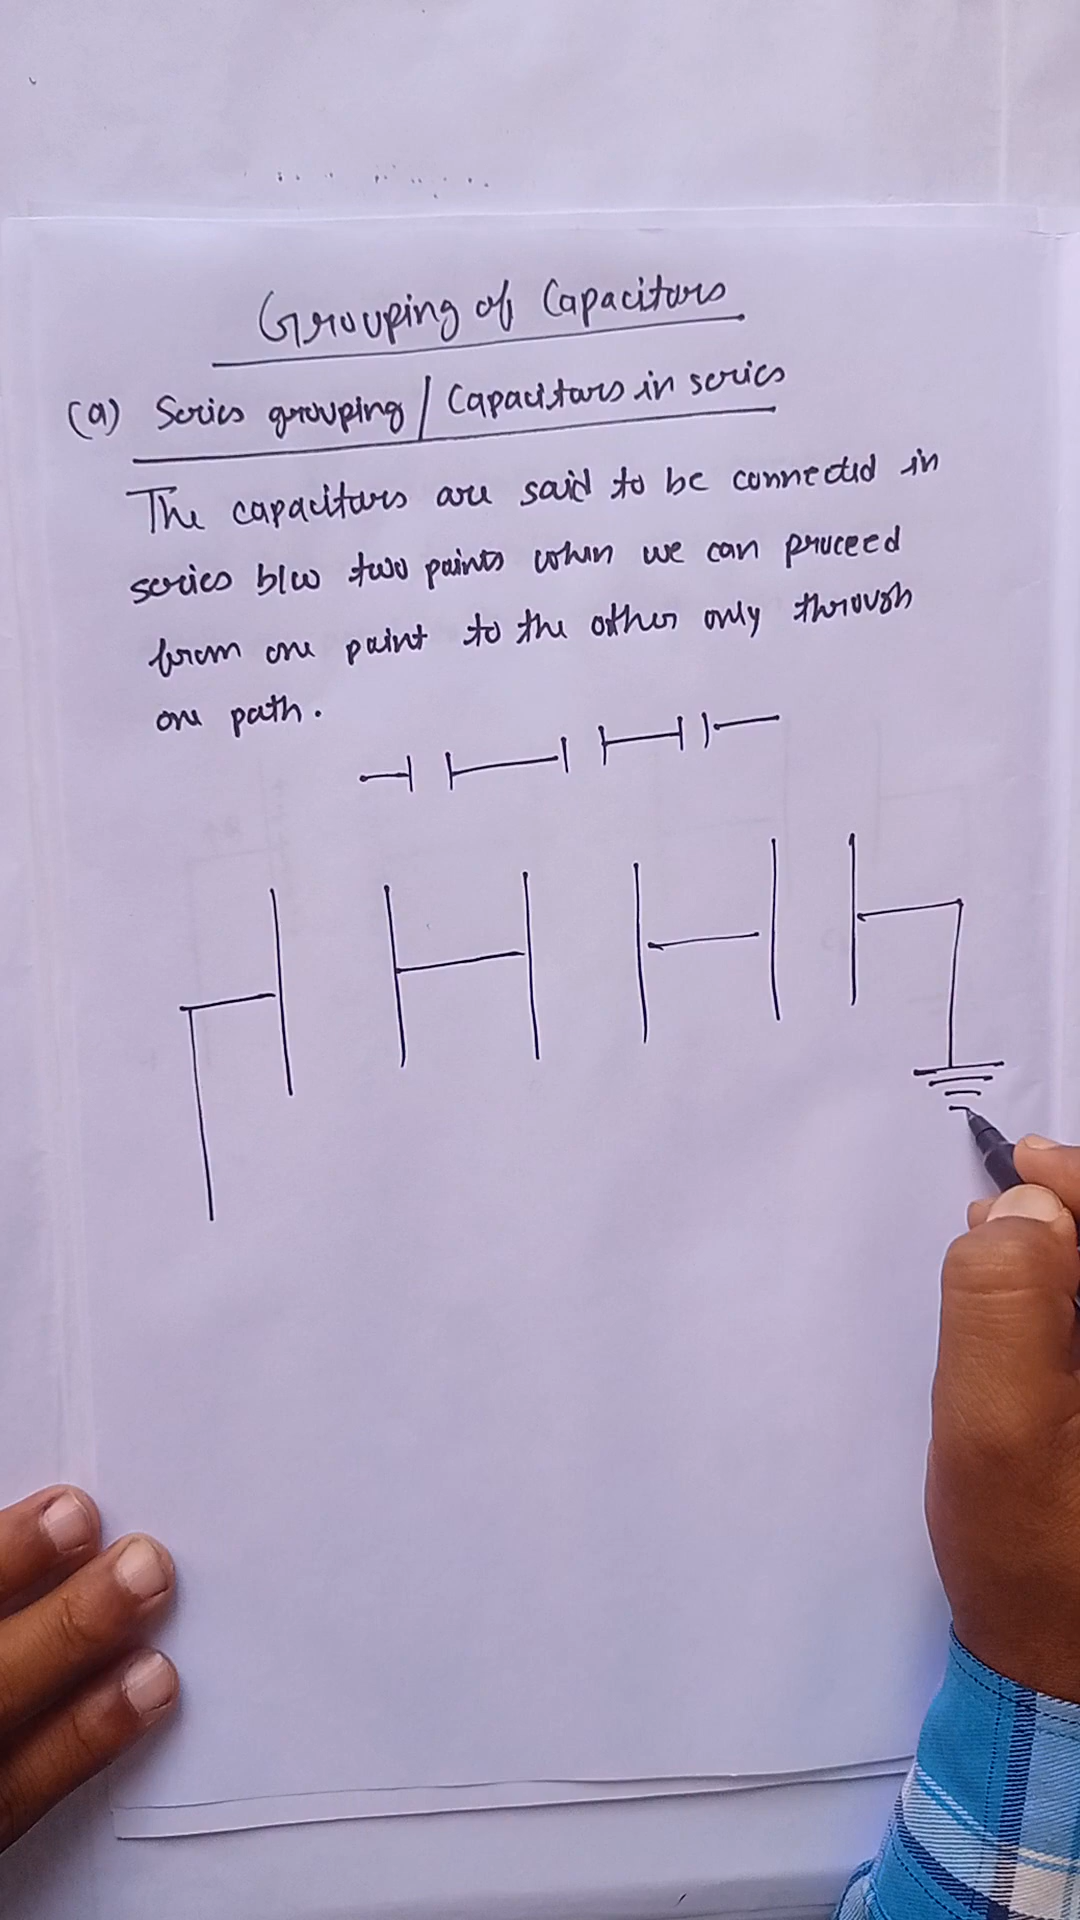 Grouping of Capacitors
(a) Series grouping / Capacitors in series
The capacitors are said to be connected in
series b/w two points when we can proceed
from one point to the other only through
one path.